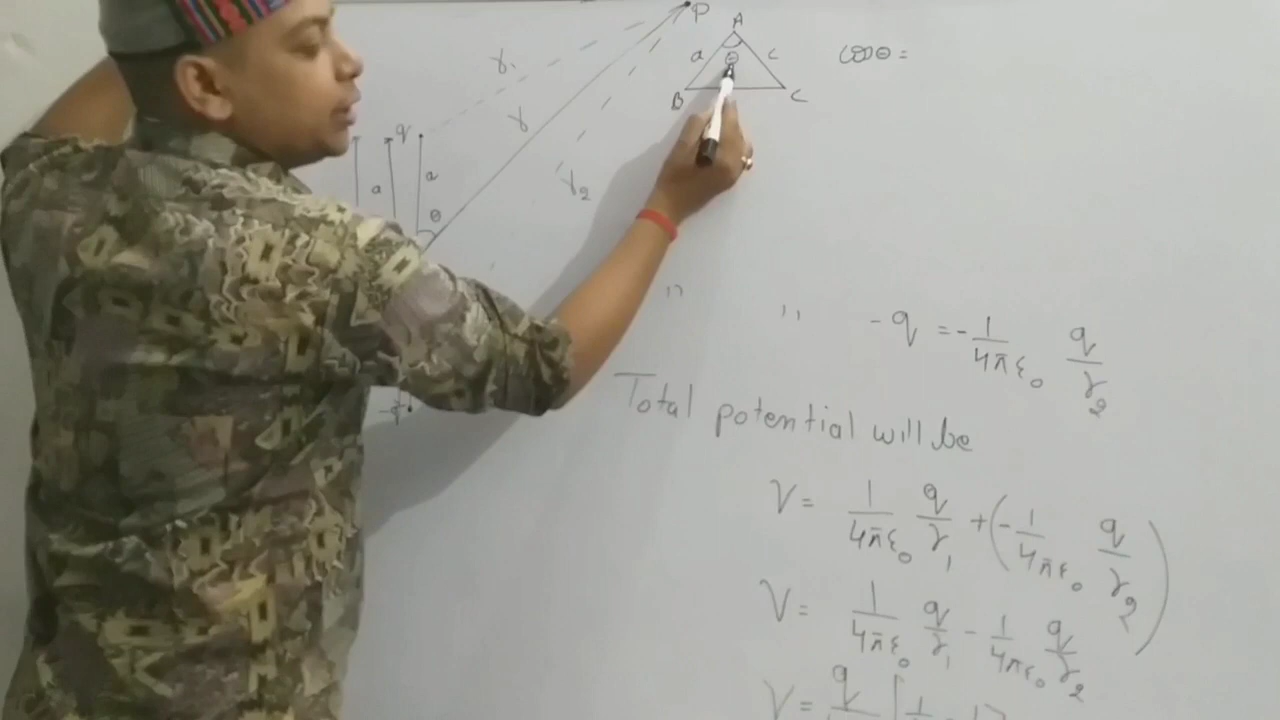 P
A
r₁
a θ c
cosθ =
B C
q
r
a a
r₂
θ
" " -q = - 1/4πε₀ q/r₂
-q
Total potential will be
V = 1/4πε₀ q/r₁ + (- 1/4πε₀ q/r₂)
V = 1/4πε₀ q/r₁ - 1/4πε₀ q/r₂
V = q